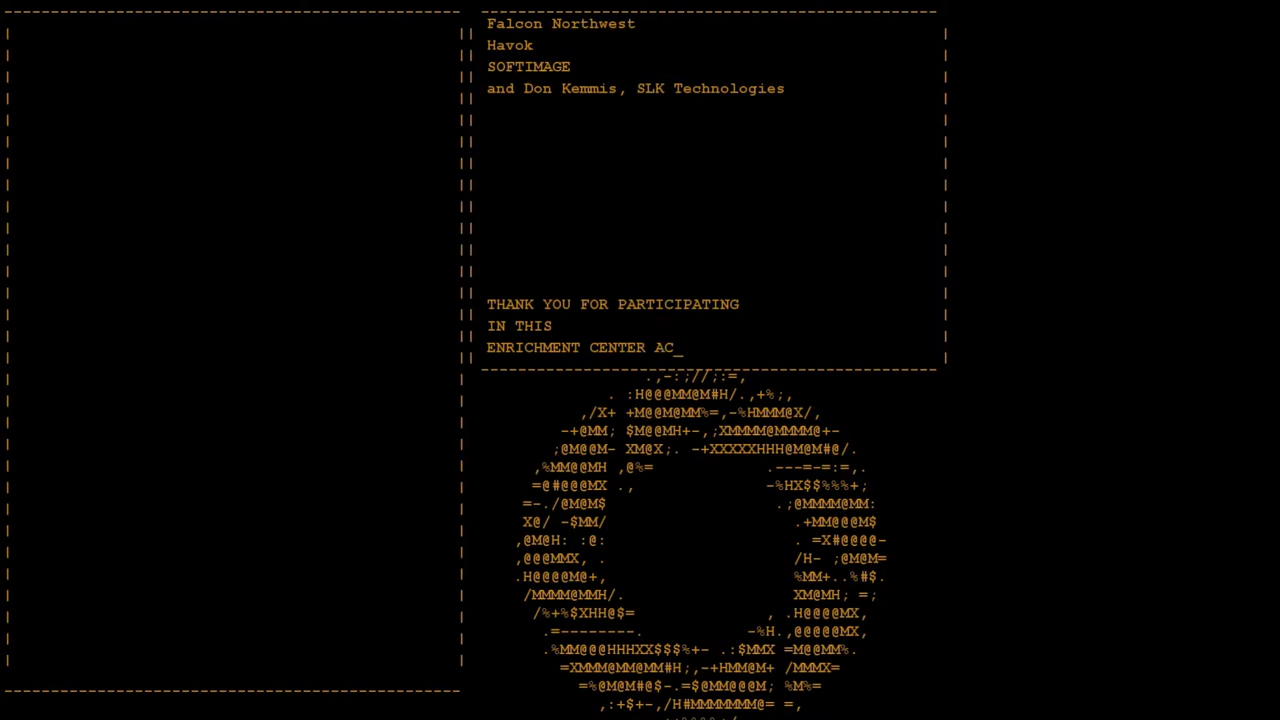 Falcon Northwest
Havok
SOFTIMAGE
and Don Kemmis, SLK Technologies
THANK YOU FOR PARTICIPATING
IN THIS
ENRICHMENT CENTER AC_